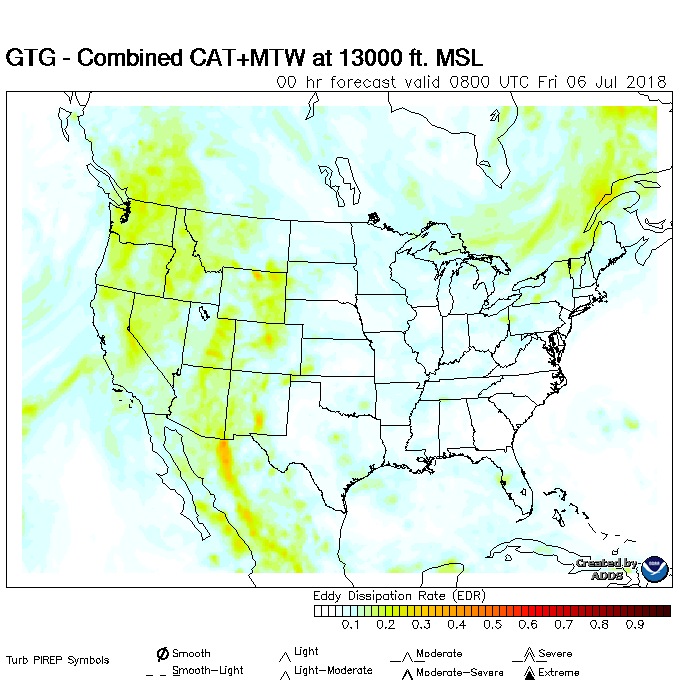 GTG - Combined CAT+MTW at 13000 ft. MSL
00 hr forecast valid 0800 UTC Fri 06 Jul 2018
Created by
ADDS
Eddy Dissipation Rate (EDR)
0.1 0.2 0.3 0.4 0.5 0.6 0.7 0.8 0.9
Turb PIREP Symbols
Smooth Light Moderate Severe
Smooth-Light Light-Moderate Moderate-Severe Extreme